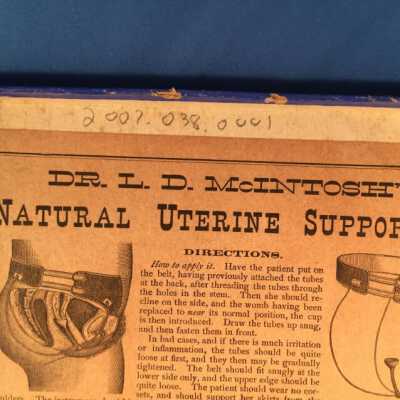 2007.038.0001
DR. L. D. McINTOSH'
NATURAL UTERINE SUPPOR
DIRECTIONS.
How to apply it. Have the patient put on
the belt, having previously attached the tubes
at the back, after threading the tubes through
the holes in the stem. Then she should re-
cline on the side, and the womb having been
replaced to near its normal position, the cup
is then introduced. Draw the tubes up snug,
and then fasten them in front.
In bad cases, and if there is much irritation
or inflammation, the tubes should be quite
loose at first, and they then may be gradually
tightened. The belt should fit snugly at the
lower side only, and the upper edge should be
quite loose. The patient should wear no cor-
sets, and should support her skirts from the